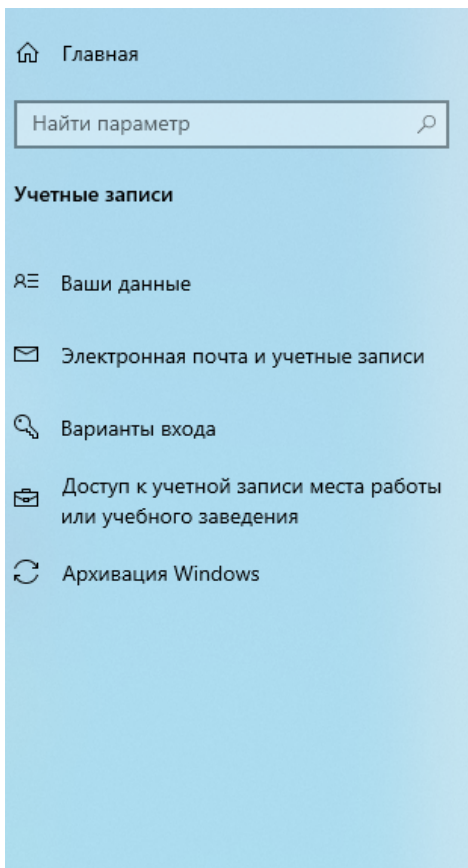 Главная
Найти параметр
Учетные записи
Ваши данные
Электронная почта и учетные записи
Варианты входа
Доступ к учетной записи места работы
или учебного заведения
Архивация Windows